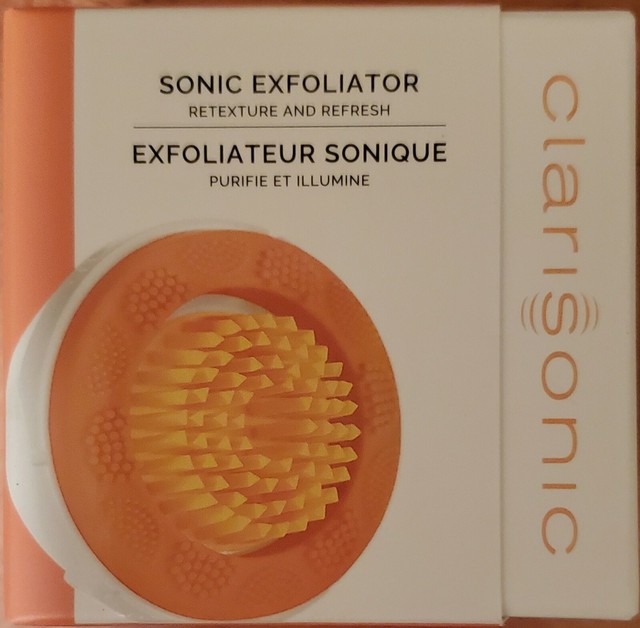 SONIC EXFOLIATOR
RETEXTURE AND REFRESH
EXFOLIATEUR SONIQUE
PURIFIE ET ILLUMINE
clarisonic